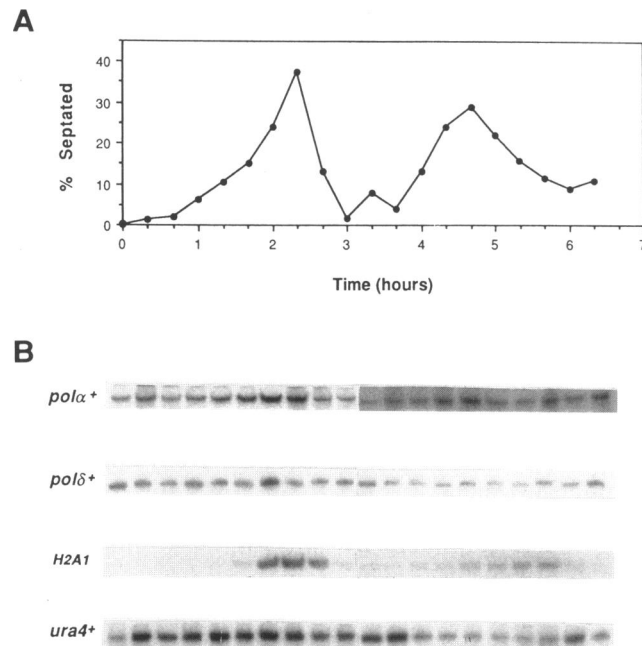 A
% Septated
40
30
20
10
0
0 1 2 3 4 5 6 7
Time (hours)
B
polα+
polδ+
H2A1
ura4+